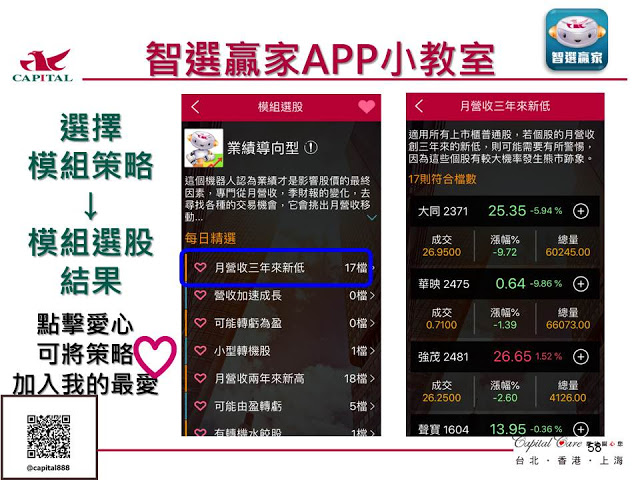 CAPITAL
智選贏家APP小教室
智選贏家
選擇
模組策略
↓
模組選股
結果
點擊愛心
可將策略
加入我的最愛
@capital888
模組選股
業績導向型 ①
這個機器人認為業績才是影響股價的最終
因素，專門從月營收，季財報的變化，去
尋找各種的交易機會，它會挑出月營收移
動...
每日精選
月營收三年來新低 17檔
營收加速成長 0檔
可能轉虧為盈 0檔
小型轉機股 1檔
月營收兩年來新高 18檔
可能由盈轉虧 5檔
有轉機水餃股
月營收三年來新低
適用所有上市櫃普通股，若個股的月營收
創三年來的新低，則可能需要有所警惕，
因為這些個股有較大機率發生熊市跡象。
17則符合檔數
大同 2371 25.35 -5.94 %
成交 漲幅% 總量
26.9500 -9.72 60245.00
華映 2475 0.64 -9.86 %
成交 漲幅% 總量
0.7100 -1.39 66073.00
強茂 2481 26.65 1.52 %
成交 漲幅% 總量
26.2500 -2.60 4126.00
聲寶 1604 13.95 -0.36 %
Capital Care
58
台北・香港・上海